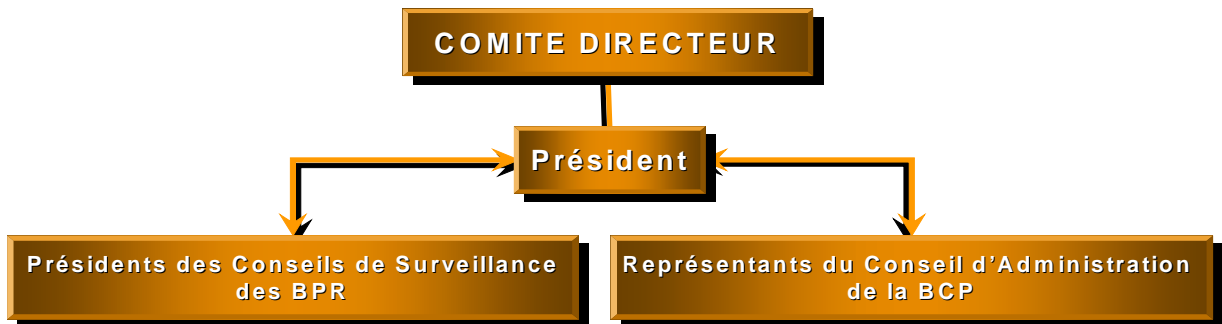 COMITE DIRECTEUR
Président
Présidents des Conseils de Surveillance
des BPR
Représentants du Conseil d’Administration
de la BCP